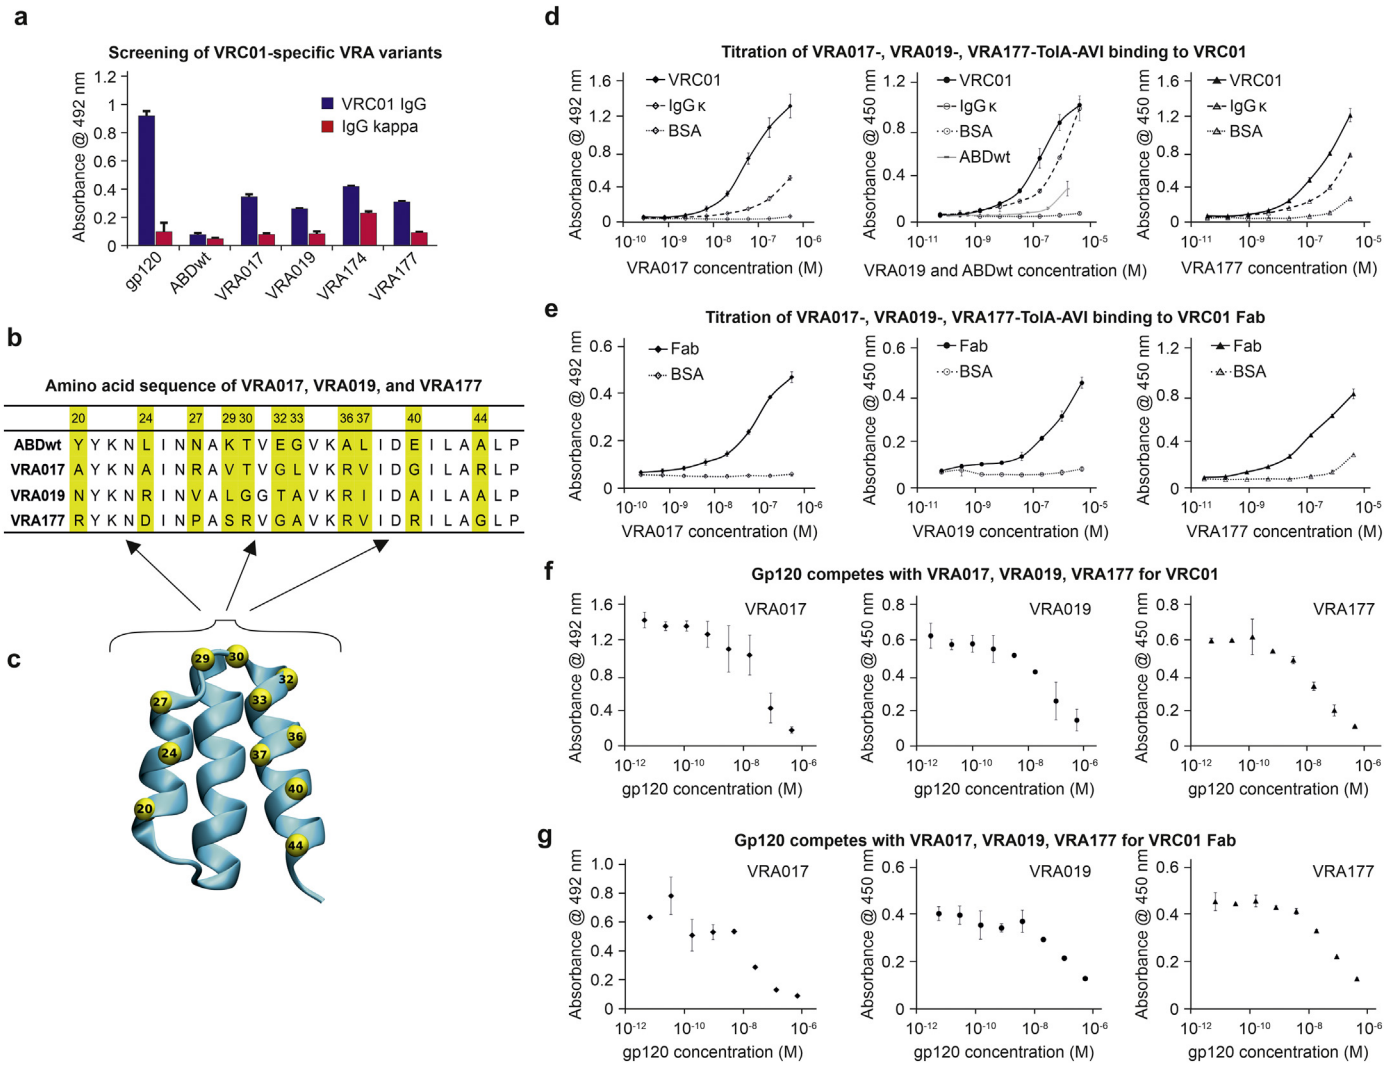 a
Screening of VRC01-specific VRA variants
Absorbance @ 492 nm
1.2
1
0.8
0.6
0.4
0.2
0
VRC01 IgG
IgG kappa
gp120
ABDwt
VRA017
VRA019
VRA174
VRA177
b
Amino acid sequence of VRA017, VRA019, and VRA177
20 24 27 29 30 32 33 36 37 40 44
ABDwt Y Y K N L I N N A K T V E G V K A L I D E I L A A L P
VRA017 A Y K N A I N R A V T V G L V K R V I D G I L A R L P
VRA019 N Y K N R I N V A L G G T A V K R I I D A I L A A L P
VRA177 R Y K N D I N P A S R V G A V K R V I D R I L A G L P
c
29 30
32
27
33
36
24
37
40
20
44
d
Titration of VRA017-, VRA019-, VRA177-TolA-AVI binding to VRC01
Absorbance @ 492 nm
1.6
1.2
0.8
0.4
0
VRC01
IgG κ
BSA
10-10 10-9 10-8 10-7 10-6
VRA017 concentration (M)
Absorbance @ 450 nm
1.2
0.8
0.4
0
VRC01
IgG κ
BSA
ABDwt
10-11 10-9 10-7 10-5
VRA019 and ABDwt concentration (M)
Absorbance @ 450 nm
1.6
1.2
0.8
0.4
0
VRC01
IgG κ
BSA
10-11 10-9 10-7 10-5
VRA177 concentration (M)
e
Titration of VRA017-, VRA019-, VRA177-TolA-AVI binding to VRC01 Fab
Absorbance @ 492 nm
0.6
0.4
0.2
0
Fab
BSA
10-10 10-9 10-8 10-7 10-6
VRA017 concentration (M)
Absorbance @ 450 nm
0.6
0.4
0.2
0
Fab
BSA
10-11 10-9 10-7 10-5
VRA019 concentration (M)
Absorbance @ 450 nm
1.2
0.8
0.4
0
Fab
BSA
10-11 10-9 10-7 10-5
VRA177 concentration (M)
f
Gp120 competes with VRA017, VRA019, VRA177 for VRC01
Absorbance @ 492 nm
1.6
1.2
0.8
0.4
0
VRA017
10-12 10-10 10-8 10-6
gp120 concentration (M)
Absorbance @ 450 nm
0.8
0.6
0.4
0.2
0
VRA019
10-12 10-10 10-8 10-6
gp120 concentration (M)
Absorbance @ 450 nm
0.8
0.6
0.4
0.2
0
VRA177
10-12 10-10 10-8 10-6
gp120 concentration (M)
g
Gp120 competes with VRA017, VRA019, VRA177 for VRC01 Fab
Absorbance @ 492 nm
1.0
0.8
0.6
0.4
0.2
0
VRA017
10-12 10-10 10-8 10-6
gp120 concentration (M)
Absorbance @ 450 nm
0.6
0.4
0.2
0
VRA019
10-12 10-10 10-8 10-6
gp120 concentration (M)
Absorbance @ 450 nm
0.6
0.4
0.2
0
VRA177
10-12 10-10 10-8 10-6
gp120 concentration (M)